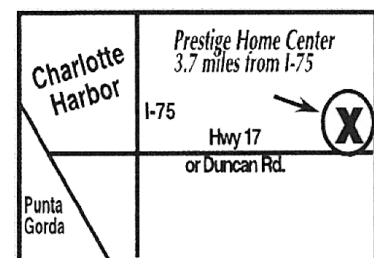 Charlotte
Harbor
Prestige Home Center
3.7 miles from I-75
I-75
X
Hwy 17
or Duncan Rd.
Punta
Gorda